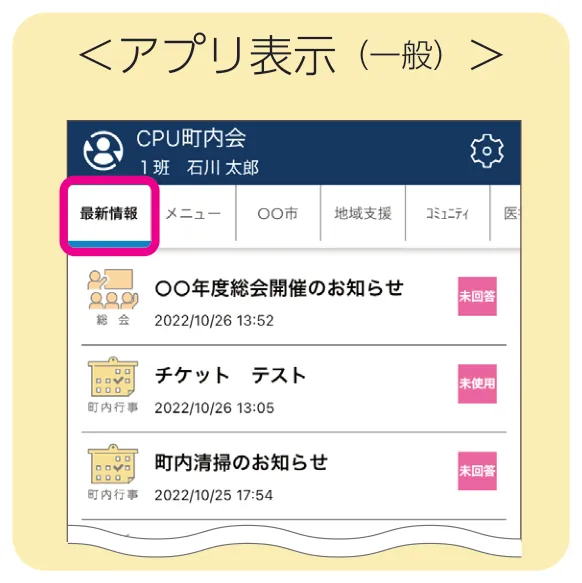 ＜アプリ表示（一般）＞
CPU町内会
１班　石川 太郎
最新情報 メニュー 〇〇市 地域支援 コミュニティ
〇〇年度総会開催のお知らせ 未回答
総　会 2022/10/26 13:52
チケット　テスト 未使用
町内行事 2022/10/26 13:05
町内清掃のお知らせ 未回答
町内行事 2022/10/25 17:54